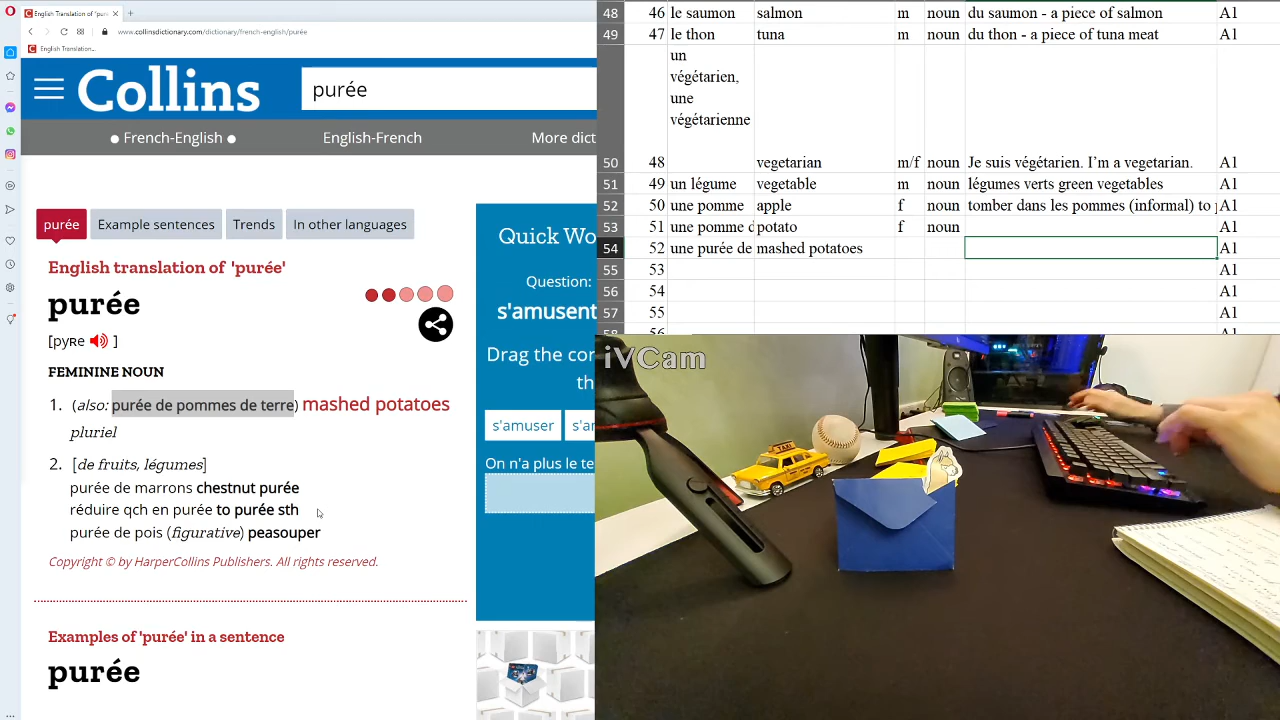 English Translation of "puré
www.collinsdictionary.com/dictionary/french-english/purée
English Translation...
Collins
purée
French-English
English-French
More dict
purée
Example sentences
Trends
In other languages
English translation of 'purée'
purée
[pyʀe ]
FEMININE NOUN
1. (also: purée de pommes de terre) mashed potatoes
pluriel
2. [de fruits, légumes]
purée de marrons chestnut purée
réduire qch en purée to purée sth
purée de pois (figurative) peasouper
Copyright © by HarperCollins Publishers. All rights reserved.
Examples of 'purée' in a sentence
purée
Quick Wo
Question:
s'amusent
Drag the cor
th
s'amuser
s'a
On n'a plus le te
48 46 le saumon salmon m noun du saumon - a piece of salmon A1
49 47 le thon tuna m noun du thon - a piece of tuna meat A1
un
végétarien,
une
végétarienne
50 48 vegetarian m/f noun Je suis végétarien. I'm a vegetarian. A1
51 49 un légume vegetable m noun légumes verts green vegetables A1
52 50 une pomme apple f noun tomber dans les pommes (informal) to A1
53 51 une pomme d potato f noun A1
54 52 une purée de mashed potatoes A1
55 53 A1
56 54 A1
57 55 A1
58 56 A1
iVCam
TAXI